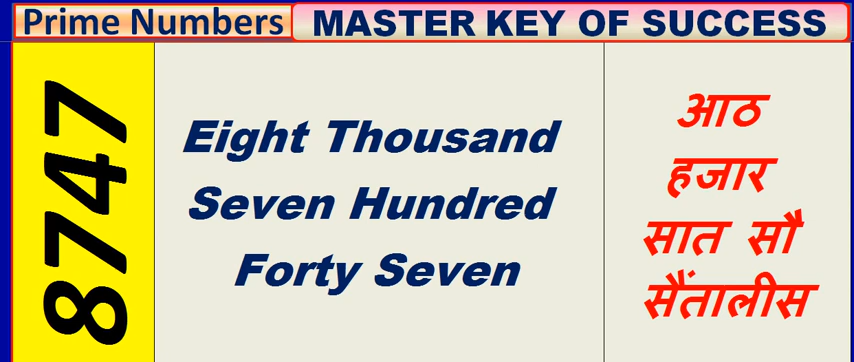 Prime Numbers
MASTER KEY OF SUCCESS
8747
Eight Thousand
Seven Hundred
Forty Seven
आठ
हजार
सात सौ
सैंतालीस